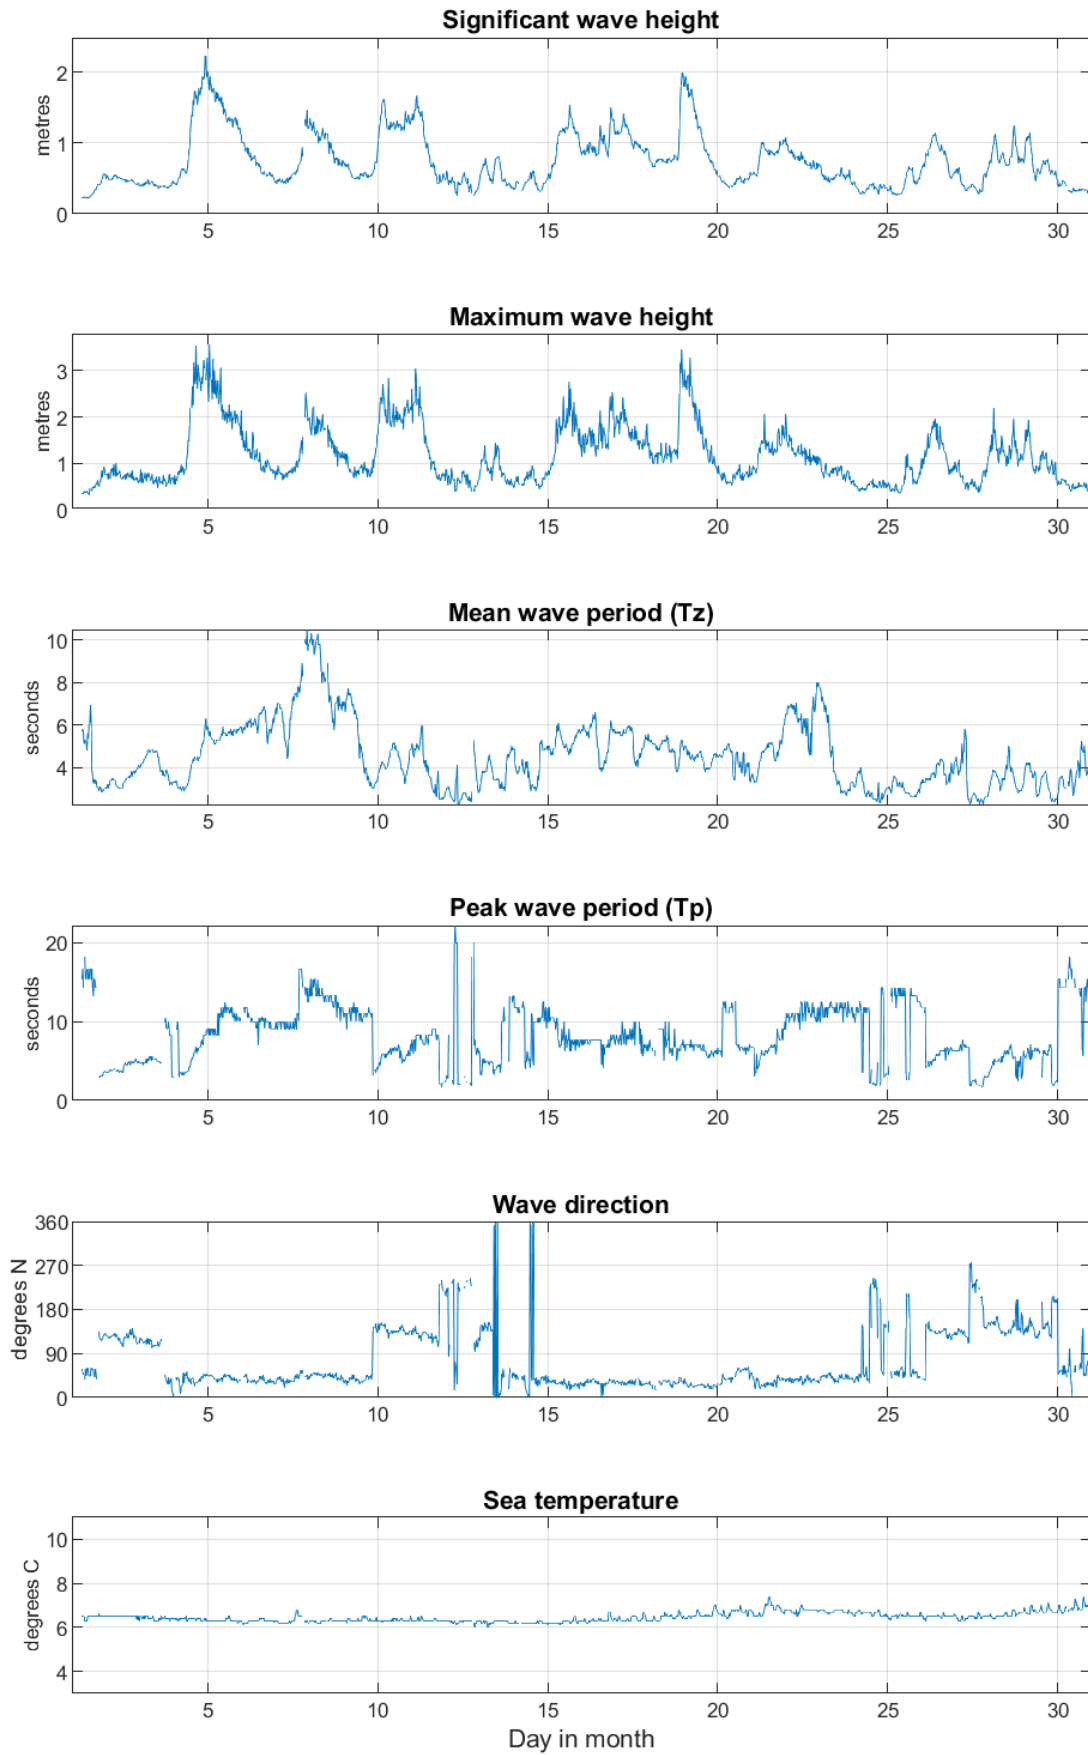 Significant wave height
metres
2
1
0
5 10 15 20 25 30
Maximum wave height
metres
3
2
1
0
5 10 15 20 25 30
Mean wave period (Tz)
seconds
10
8
6
4
5 10 15 20 25 30
Peak wave period (Tp)
seconds
20
10
0
5 10 15 20 25 30
Wave direction
degrees N
360
270
180
90
0
5 10 15 20 25 30
Sea temperature
degrees C
10
8
6
4
5 10 15 20 25 30
Day in month